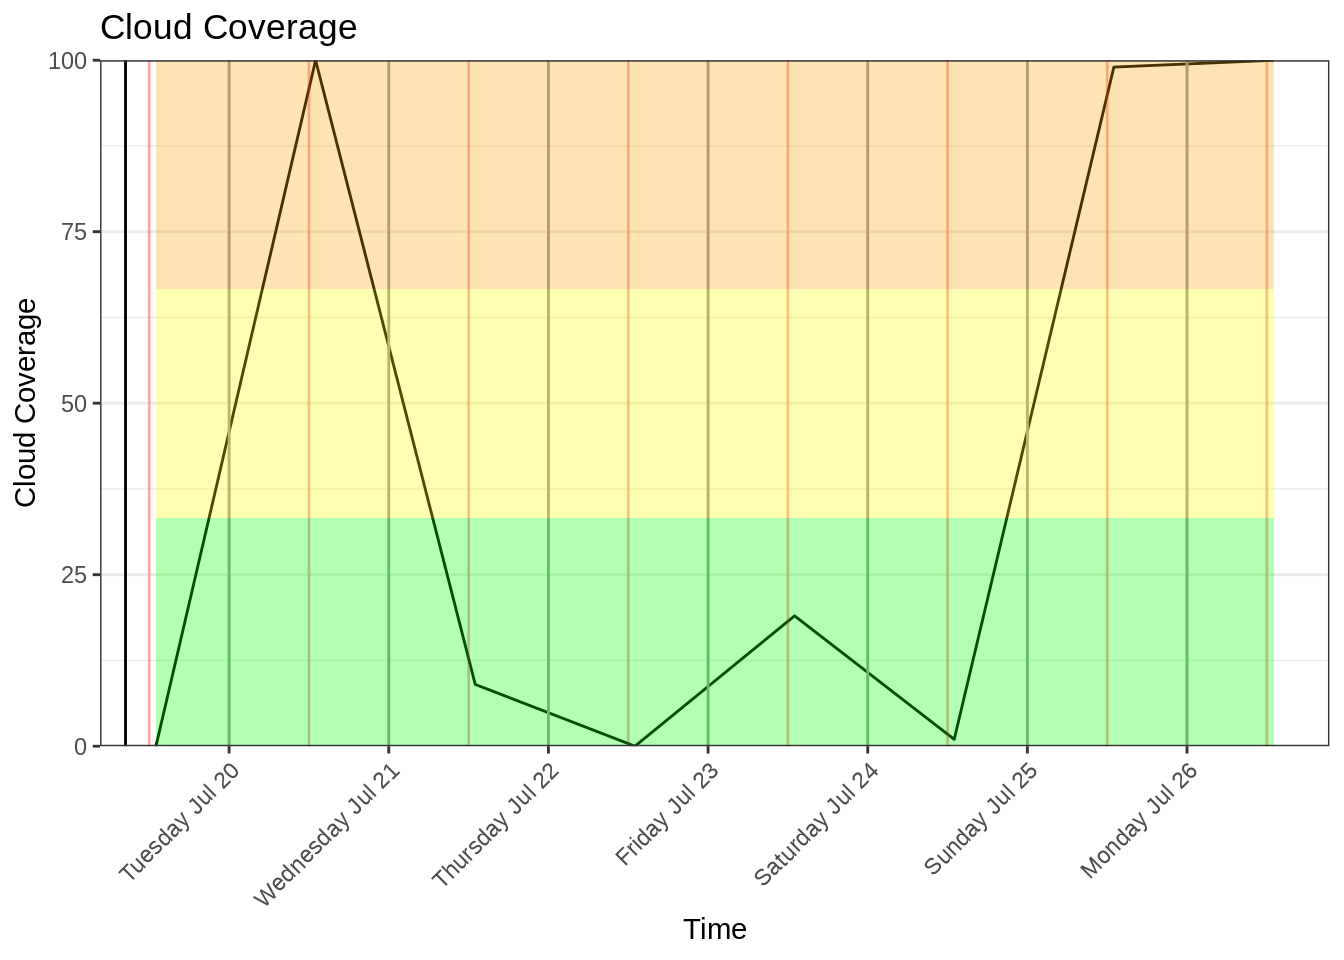 Cloud Coverage
100
75
50
25
0
Cloud Coverage
Tuesday Jul 20
Wednesday Jul 21
Thursday Jul 22
Friday Jul 23
Saturday Jul 24
Sunday Jul 25
Monday Jul 26
Time